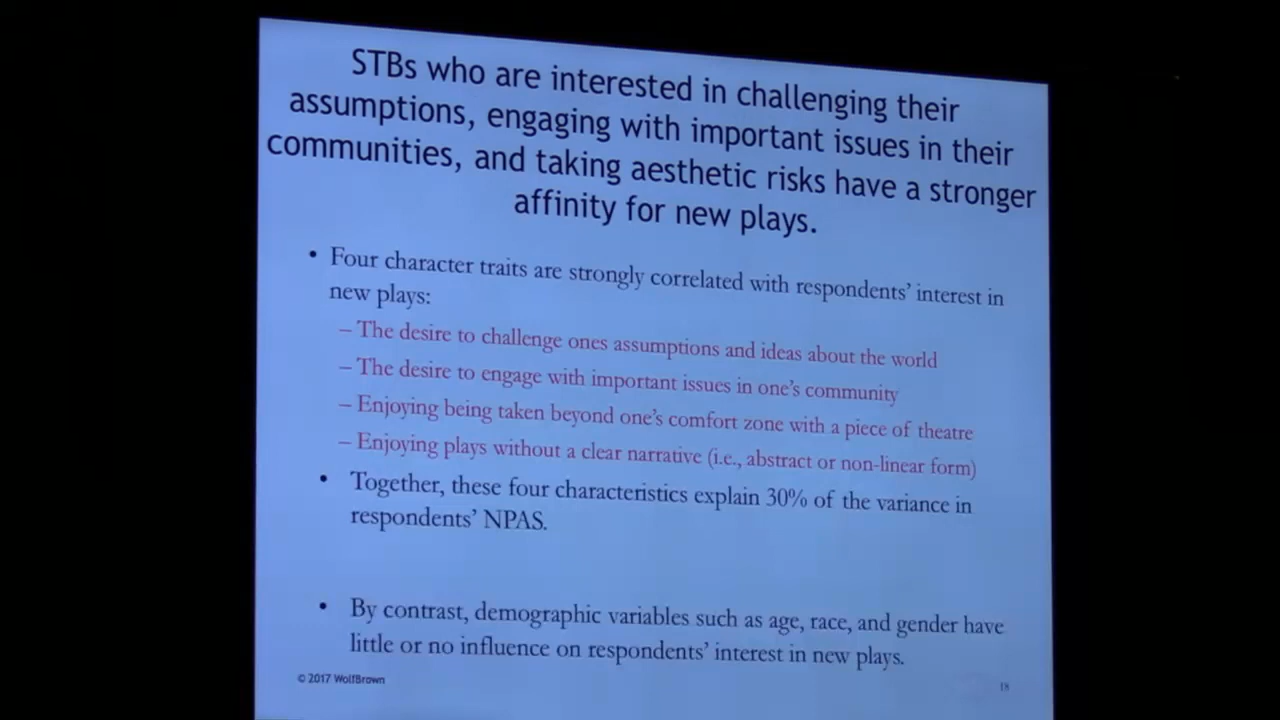 STBs who are interested in challenging their
assumptions, engaging with important issues in their
communities, and taking aesthetic risks have a stronger
affinity for new plays.
• Four character traits are strongly correlated with respondents' interest in
new plays:
– The desire to challenge ones assumptions and ideas about the world
– The desire to engage with important issues in one's community
– Enjoying being taken beyond one's comfort zone with a piece of theatre
– Enjoying plays without a clear narrative (i.e., abstract or non-linear form)
• Together, these four characteristics explain 30% of the variance in
respondents' NPAS.
• By contrast, demographic variables such as age, race, and gender have
little or no influence on respondents' interest in new plays.
© 2017 WolfBrown
18